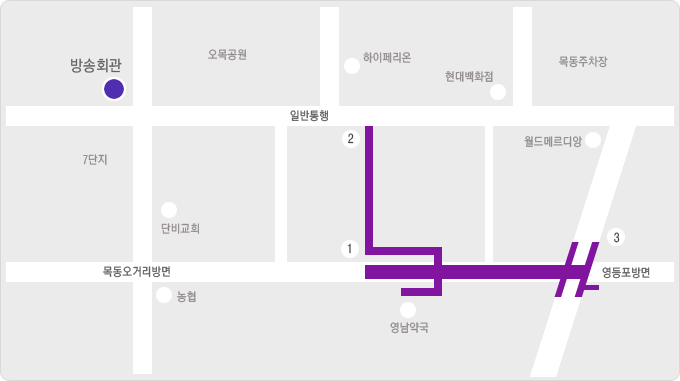 오목공원
하이페리온
방송회관
현대백화점
목동주차장
일반통행
2
월드메르디앙
7단지
단비교회
1
3
목동오거리방면
영등포방면
농협
영남약국